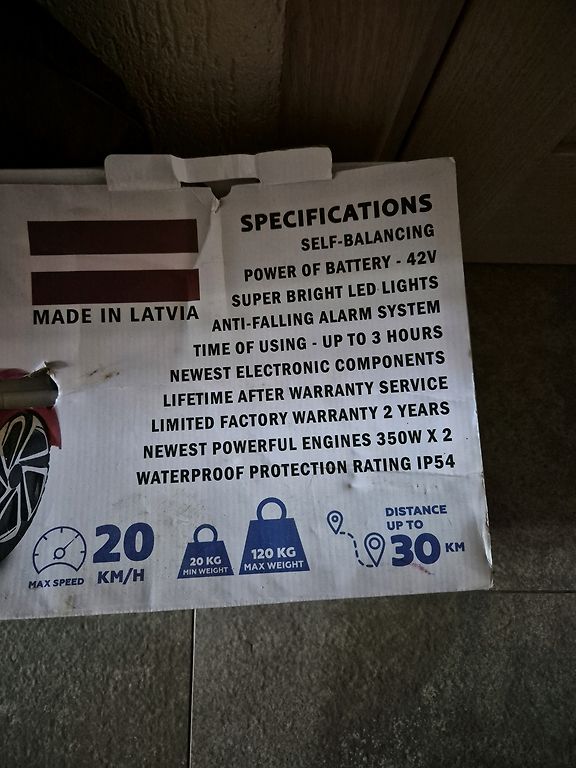 SPECIFICATIONS
SELF-BALANCING
POWER OF BATTERY - 42V
SUPER BRIGHT LED LIGHTS
ANTI-FALLING ALARM SYSTEM
TIME OF USING - UP TO 3 HOURS
NEWEST ELECTRONIC COMPONENTS
LIFETIME AFTER WARRANTY SERVICE
LIMITED FACTORY WARRANTY 2 YEARS
NEWEST POWERFUL ENGINES 350W X 2
WATERPROOF PROTECTION RATING IP54
MADE IN LATVIA
MAX SPEED
20
KM/H
20 KG
MIN WEIGHT
120 KG
MAX WEIGHT
DISTANCE
UP TO
30 KM